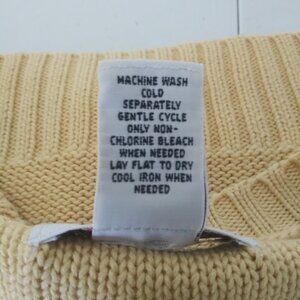 MACHINE WASH
COLD
SEPARATELY
GENTLE CYCLE
ONLY NON-
CHLORINE BLEACH
WHEN NEEDED
LAY FLAT TO DRY
COOL IRON WHEN
NEEDED